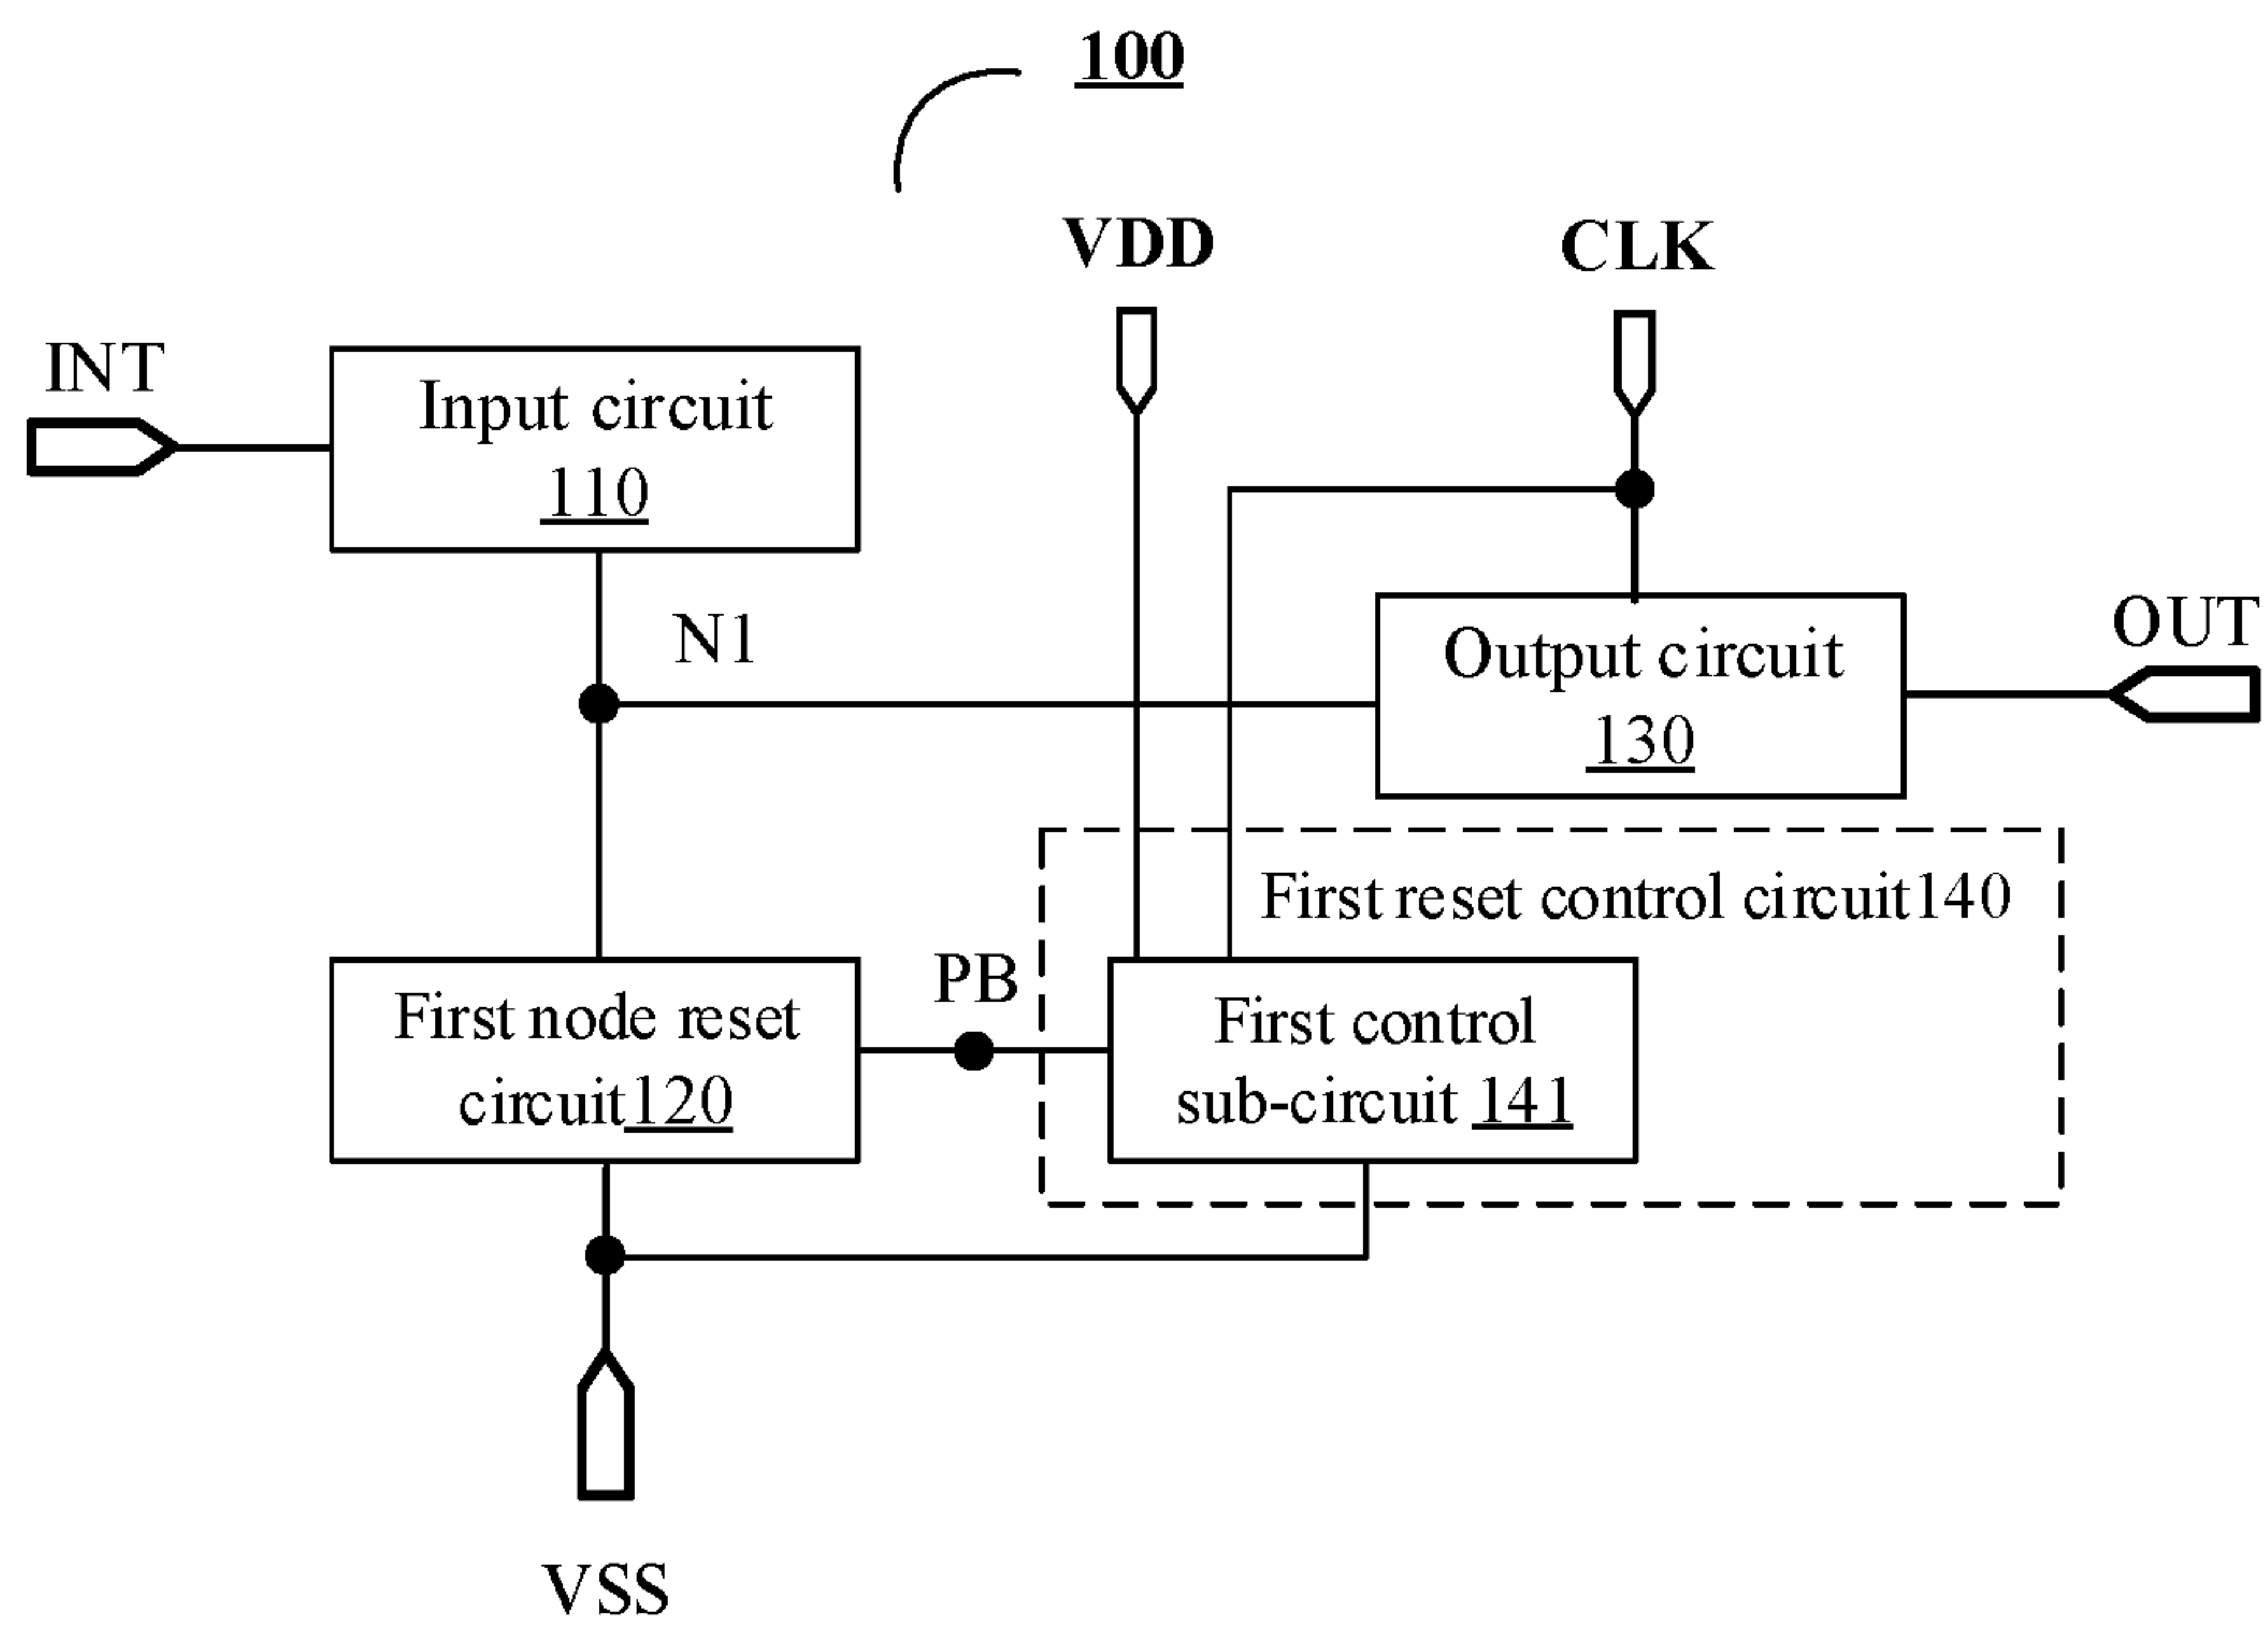 100
VDD
CLK
INT
Input circuit
110
N1
OUT
Output circuit
130
First reset control circuit140
PB
First node reset
circuit120
First control
sub-circuit 141
VSS